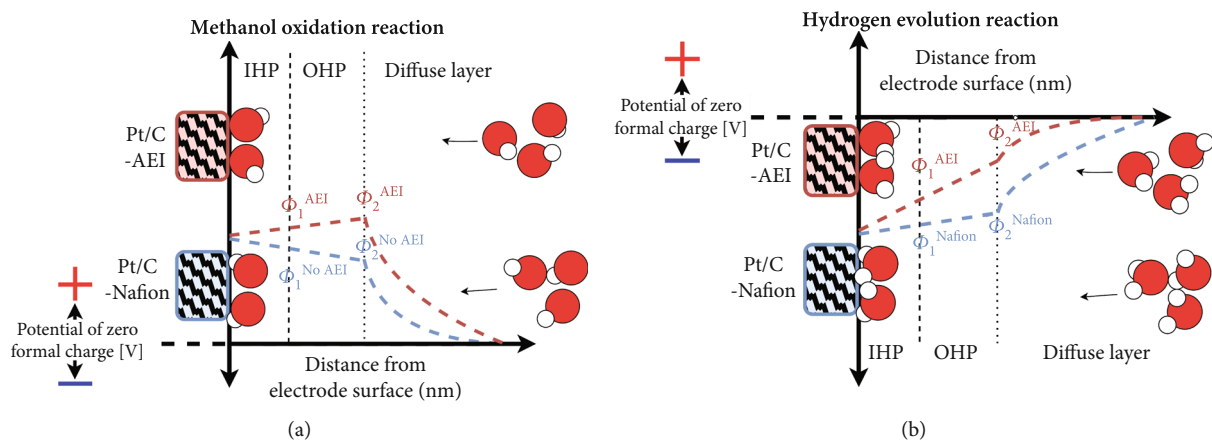 Methanol oxidation reaction
IHP
OHP
Diffuse layer
Pt/C
-AEI
Φ1^AEI
Φ2^AEI
Φ2^No AEI
Φ1^No AEI
Pt/C
-Nafion
+
Potential of zero
formal charge [V]
−
Distance from
electrode surface (nm)
(a)
Hydrogen evolution reaction
+
Distance from
electrode surface (nm)
Potential of zero
formal charge [V]
−
Pt/C
-AEI
Φ1^AEI
Φ2^AEI
Φ1^Nafion
Φ2^Nafion
Pt/C
-Nafion
IHP
OHP
Diffuse layer
(b)